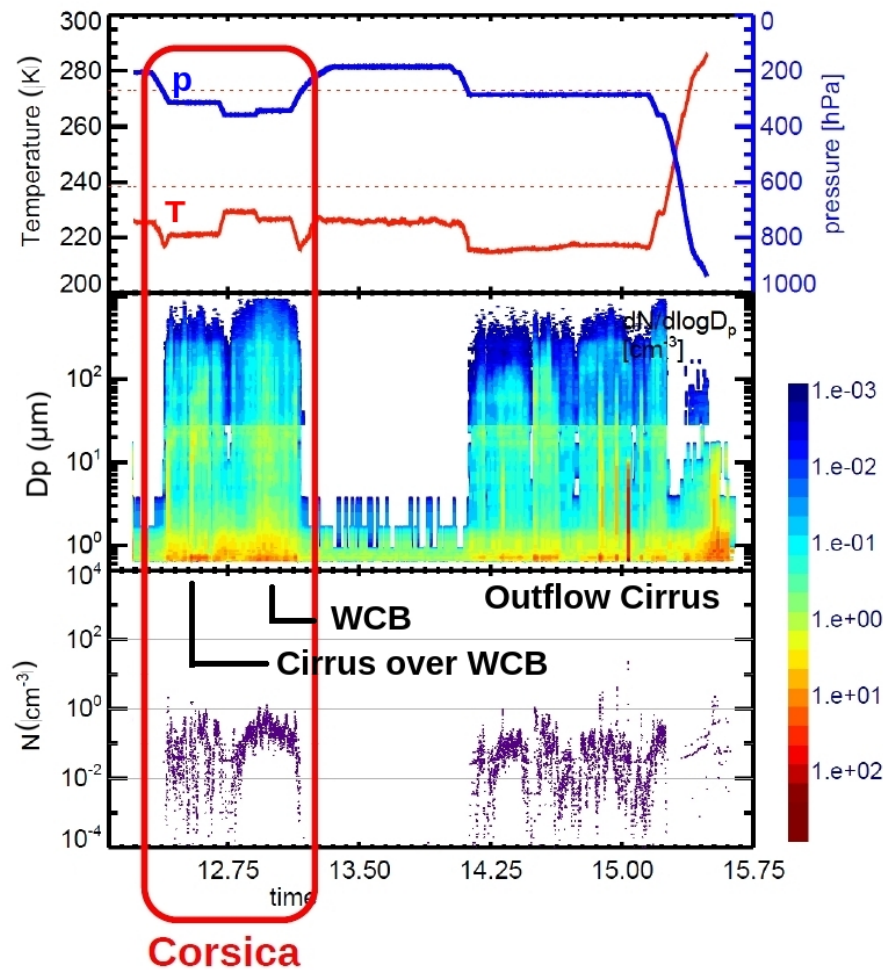 300
280
260
240
220
200
Temperature (|K|)
p
T
0
200
400
600
800
1000
pressure [hPa]
dN/dlogDp
[cm⁻³]
10²
10¹
10⁰
Dp (µm)
1.e-03
1.e-02
1.e-01
1.e+00
1.e+01
1.e+02
10⁴
10²
10⁰
10⁻²
10⁻⁴
N(|cm⁻³|)
Outflow Cirrus
WCB
Cirrus over WCB
12.75 13.50 14.25 15.00 15.75
time
Corsica